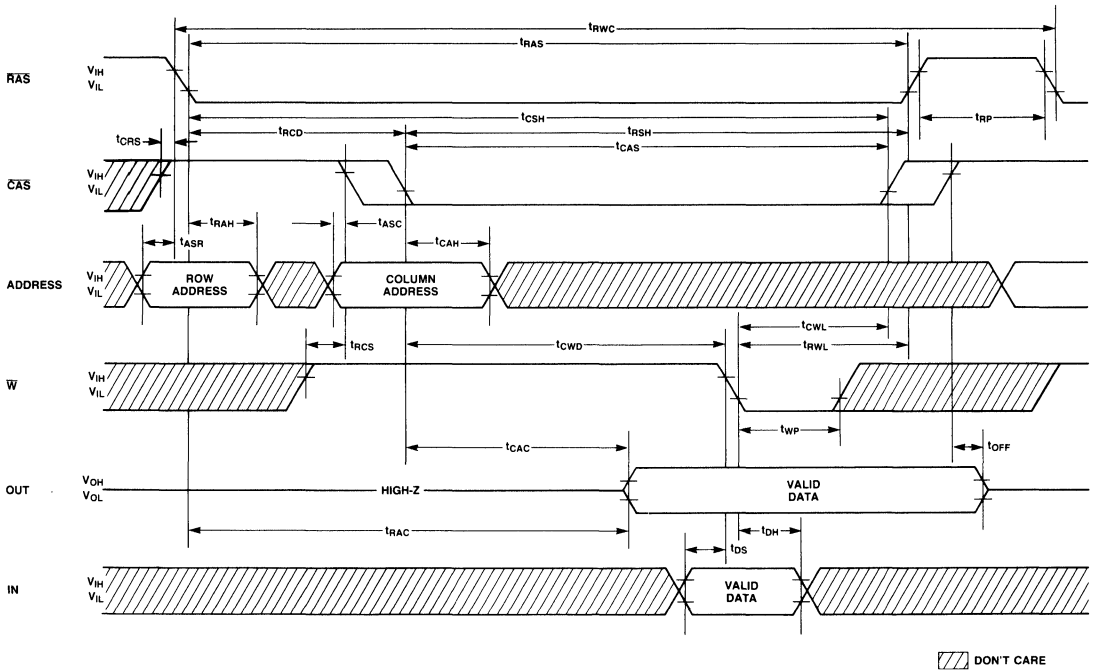 tRWC
tRAS
RAS
VIH
VIL
tCSH
tRCD
tRSH
tRP
tCRS
tCAS
CAS
VIH
VIL
tRAH
tASC
tASR
tCAH
ADDRESS
VIH
VIL
ROW
ADDRESS
COLUMN
ADDRESS
tCWL
tRCS
tCWD
tRWL
W
VIH
VIL
tWP
tCAC
tOFF
OUT
VOH
VOL
HIGH-Z
VALID
DATA
tRAC
tDH
tDS
IN
VIH
VIL
VALID
DATA
DON'T CARE